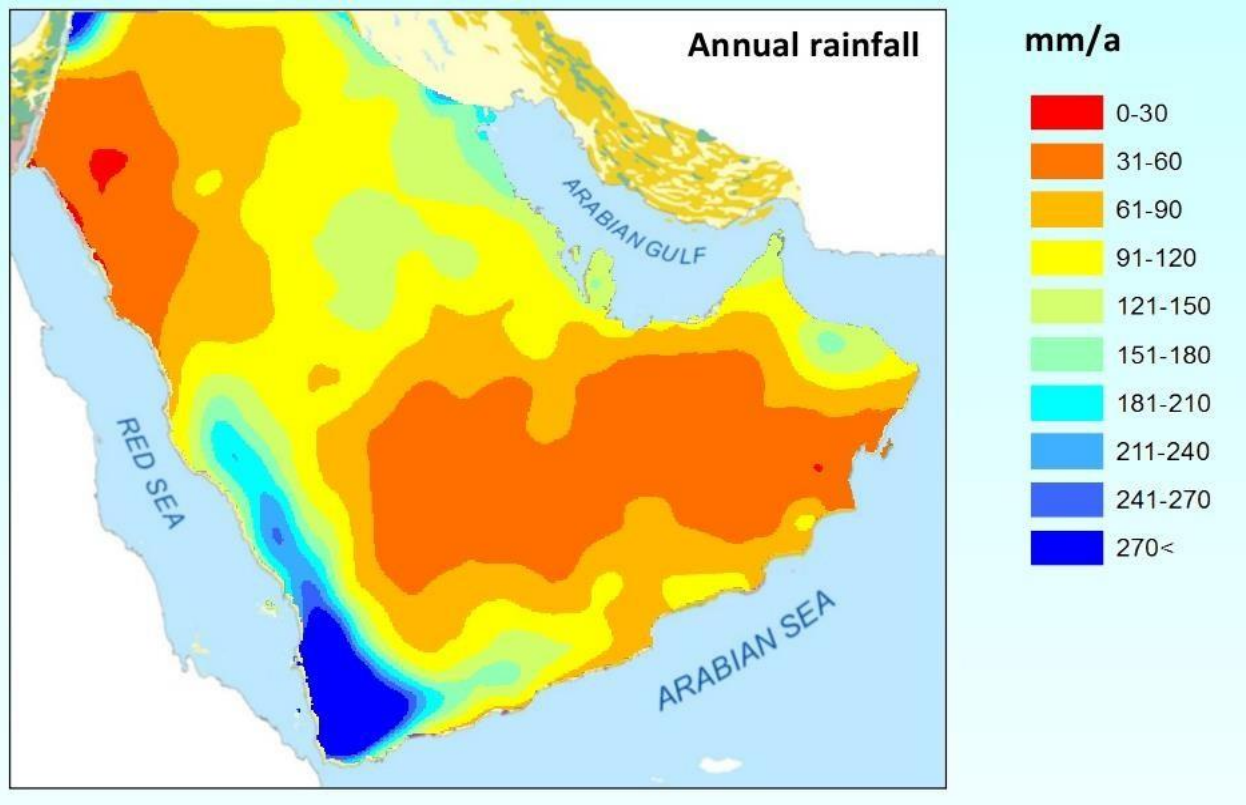 Annual rainfall
mm/a
0-30
31-60
61-90
91-120
121-150
151-180
181-210
211-240
241-270
270<
ARABIAN GULF
RED SEA
ARABIAN SEA